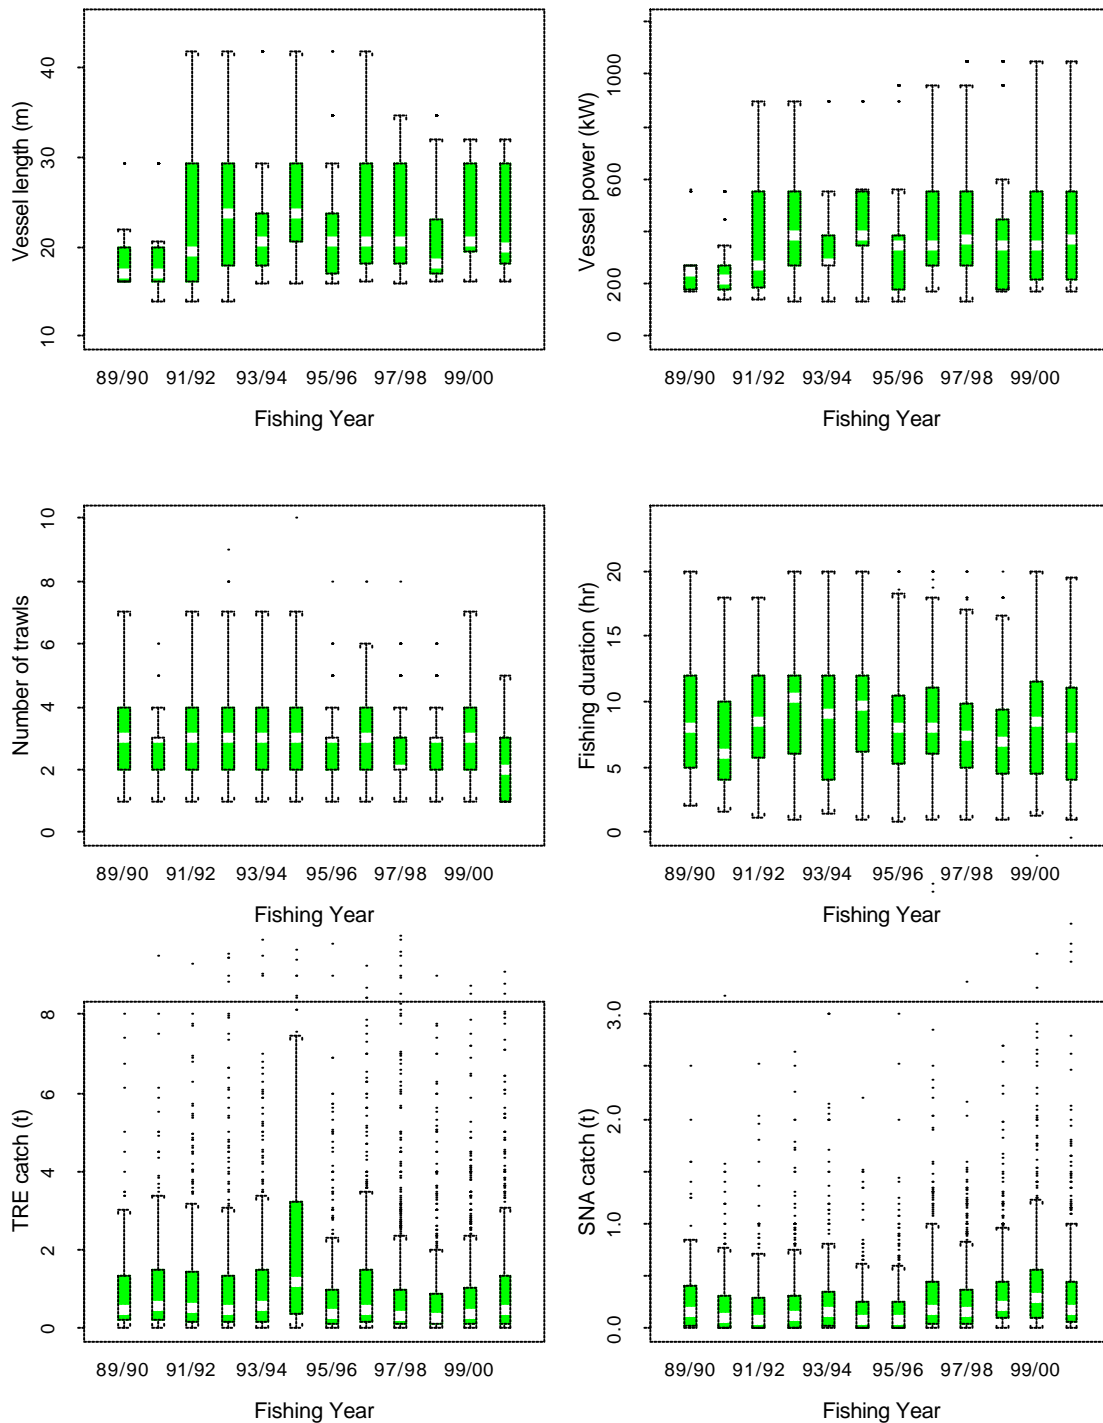 Vessel length (m)
40
30
20
10
89/90 91/92 93/94 95/96 97/98 99/00
Fishing Year
Vessel power (kW)
1000
600
200
0
89/90 91/92 93/94 95/96 97/98 99/00
Fishing Year
Number of trawls
10
8
6
4
2
0
89/90 91/92 93/94 95/96 97/98 99/00
Fishing Year
Fishing duration (hr)
20
15
10
5
0
89/90 91/92 93/94 95/96 97/98 99/00
Fishing Year
TRE catch (t)
8
6
4
2
0
89/90 91/92 93/94 95/96 97/98 99/00
Fishing Year
SNA catch (t)
3.0
2.0
1.0
0.0
89/90 91/92 93/94 95/96 97/98 99/00
Fishing Year